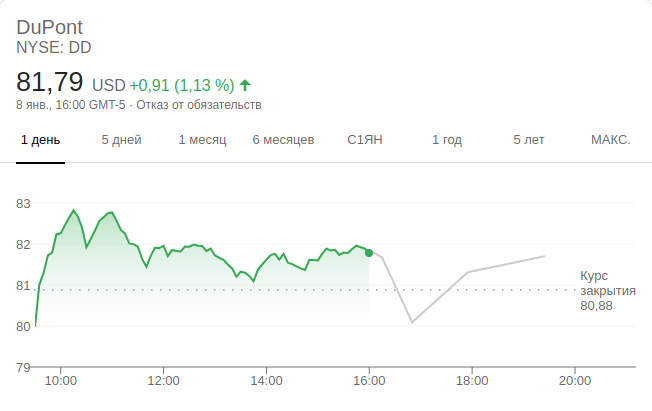 DuPont
NYSE: DD
81,79 USD +0,91 (1,13 %)
8 янв., 16:00 GMT-5 · Отказ от обязательств
1 день 5 дней 1 месяц 6 месяцев С1ЯН 1 год 5 лет МАКС.
83
82
81
80
79
Курс
закрытия
80,88
10:00 12:00 14:00 16:00 18:00 20:00